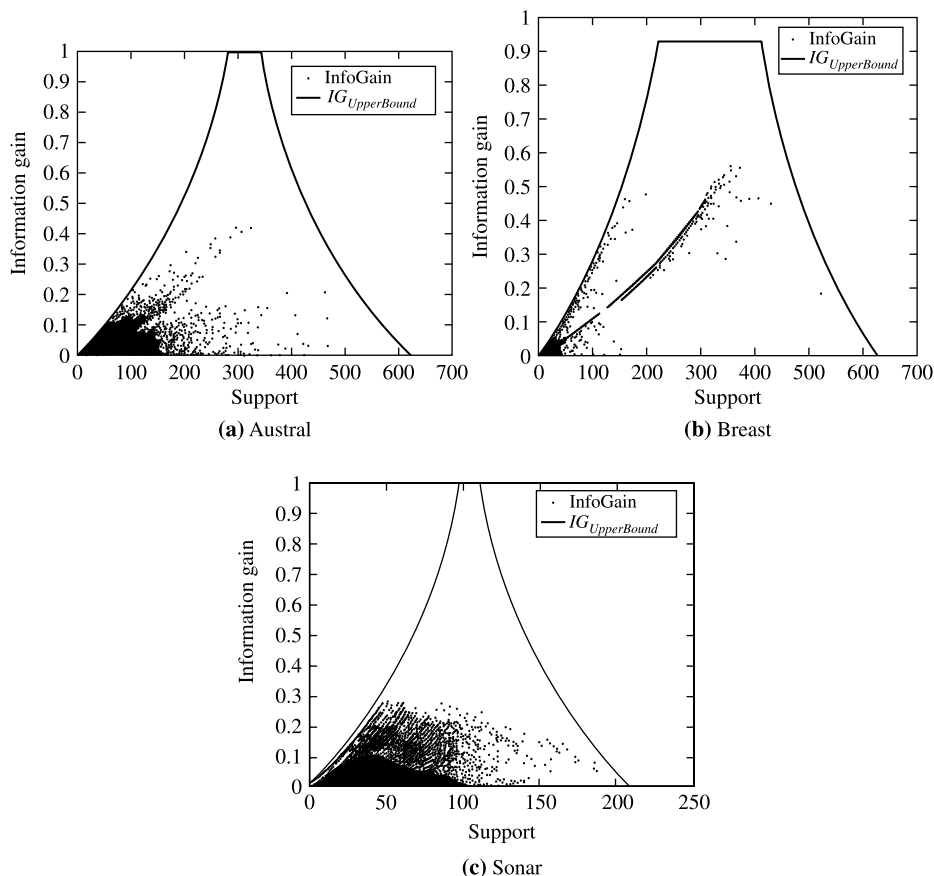 1
0.9
0.8
0.7
0.6
0.5
0.4
0.3
0.2
0.1
0
Information gain
InfoGain
IG_UpperBound
0 100 200 300 400 500 600 700
Support
(a) Austral
1
0.9
0.8
0.7
0.6
0.5
0.4
0.3
0.2
0.1
0
Information gain
InfoGain
IG_UpperBound
0 100 200 300 400 500 600 700
Support
(b) Breast
1
0.9
0.8
0.7
0.6
0.5
0.4
0.3
0.2
0.1
0
Information gain
InfoGain
IG_UpperBound
0 50 100 150 200 250
Support
(c) Sonar